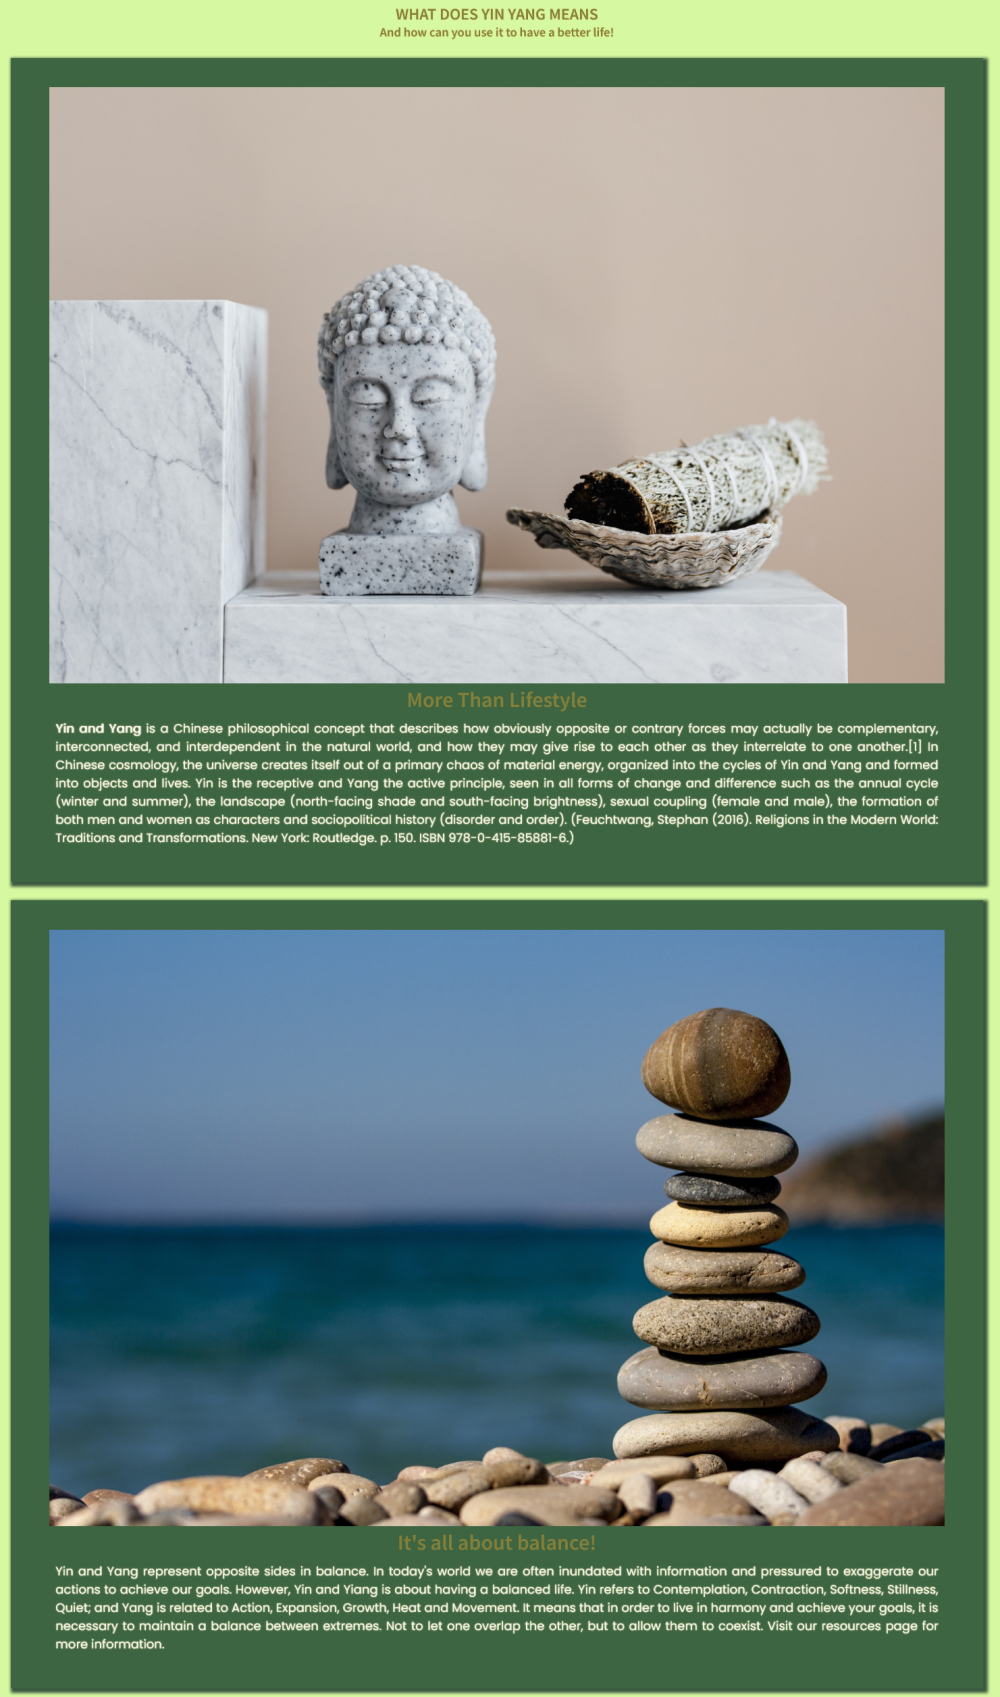 WHAT DOES YIN YANG MEANS
And how can you use it to have a better life!
More Than Lifestyle
Yin and Yang is a Chinese philosophical concept that describes how obviously opposite or contrary forces may actually be complementary,
interconnected, and interdependent in the natural world, and how they may give rise to each other as they interrelate to one another.[1] In
Chinese cosmology, the universe creates itself out of a primary chaos of material energy, organized into the cycles of Yin and Yang and formed
into objects and lives. Yin is the receptive and Yang the active principle, seen in all forms of change and difference such as the annual cycle
(winter and summer), the landscape (north-facing shade and south-facing brightness), sexual coupling (female and male), the formation of
both men and women as characters and sociopolitical history (disorder and order). (Feuchtwang, Stephan (2016). Religions in the Modern World:
Traditions and Transformations. New York: Routledge. p. 150. ISBN 978-0-415-85881-6.)
It's all about balance!
Yin and Yang represent opposite sides in balance. In today's world we are often inundated with information and pressured to exaggerate our
actions to achieve our goals. However, Yin and Yiang is about having a balanced life. Yin refers to Contemplation, Contraction, Softness, Stillness,
Quiet; and Yang is related to Action, Expansion, Growth, Heat and Movement. It means that in order to live in harmony and achieve your goals, it is
necessary to maintain a balance between extremes. Not to let one overlap the other, but to allow them to coexist. Visit our resources page for
more information.